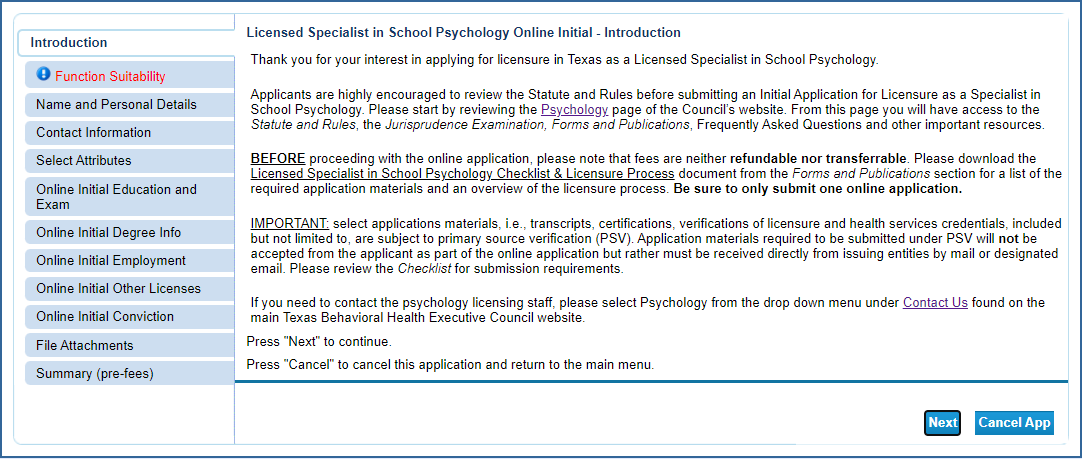 Introduction
Function Suitability
Name and Personal Details
Contact Information
Select Attributes
Online Initial Education and
Exam
Online Initial Degree Info
Online Initial Employment
Online Initial Other Licenses
Online Initial Conviction
File Attachments
Summary (pre-fees)
Licensed Specialist in School Psychology Online Initial - Introduction
Thank you for your interest in applying for licensure in Texas as a Licensed Specialist in School Psychology.
Applicants are highly encouraged to review the Statute and Rules before submitting an Initial Application for Licensure as a Specialist in
School Psychology. Please start by reviewing the Psychology page of the Council's website. From this page you will have access to the
Statute and Rules, the Jurisprudence Examination, Forms and Publications, Frequently Asked Questions and other important resources.
BEFORE proceeding with the online application, please note that fees are neither refundable nor transferrable. Please download the
Licensed Specialist in School Psychology Checklist & Licensure Process document from the Forms and Publications section for a list of the
required application materials and an overview of the licensure process. Be sure to only submit one online application.
IMPORTANT: select applications materials, i.e., transcripts, certifications, verifications of licensure and health services credentials, included
but not limited to, are subject to primary source verification (PSV). Application materials required to be submitted under PSV will not be
accepted from the applicant as part of the online application but rather must be received directly from issuing entities by mail or designated
email. Please review the Checklist for submission requirements.
If you need to contact the psychology licensing staff, please select Psychology from the drop down menu under Contact Us found on the
main Texas Behavioral Health Executive Council website.
Press "Next" to continue.
Press "Cancel" to cancel this application and return to the main menu.
Next Cancel App